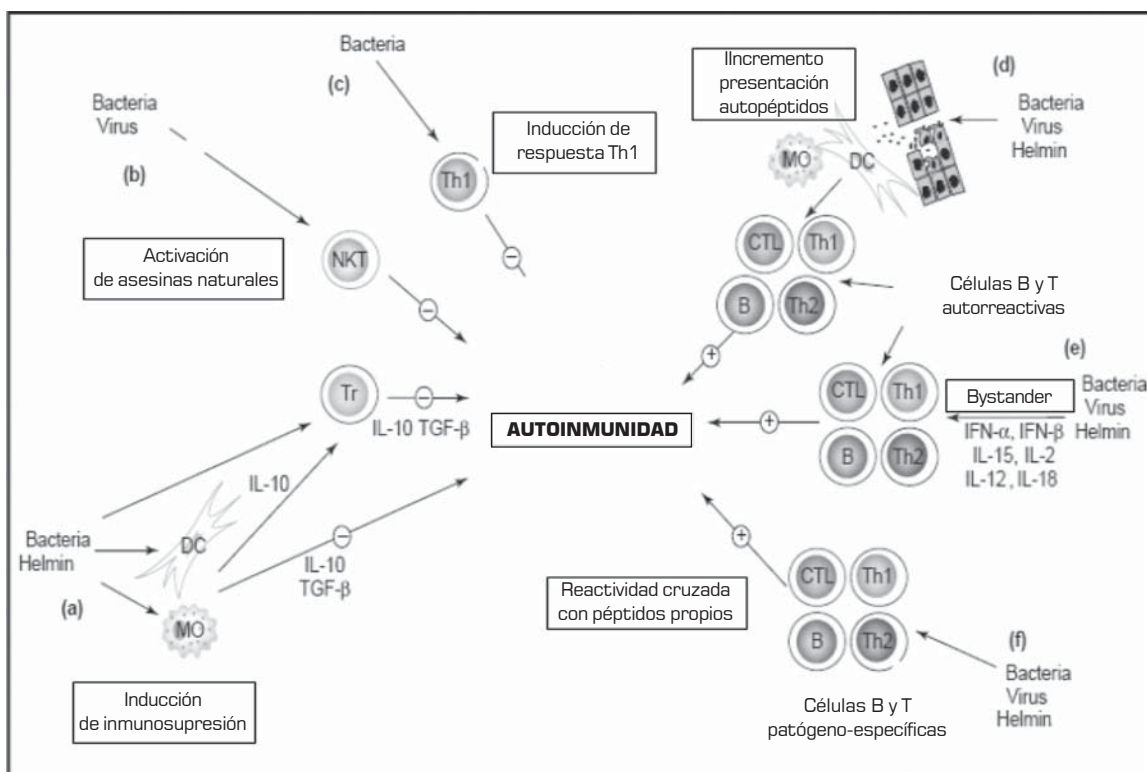 Bacteria
(c)
Bacteria
Virus
(b)
Inducción de
respuesta Th1
Th1
−
Activación
de asesinas naturales
NKT
−
Tr
−
IL-10 TGF-β
IL-10
Bacteria
Helmin
DC
(a)
MO
−
IL-10
TGF-β
Inducción
de inmunosupresión
AUTOINMUNIDAD
IIncremento
presentación
autopéptidos
(d)
Bacteria
Virus
Helmin
MO
DC
CTL
Th1
B
Th2
+
Células B y T
autorreactivas
(e)
CTL
Th1
B
Th2
+
Bystander
Bacteria
Virus
IFN-α, IFN-β Helmin
IL-15, IL-2
IL-12, IL-18
+
Reactividad cruzada
con péptidos propios
CTL
Th1
B
Th2
(f)
Bacteria
Virus
Helmin
Células B y T
patógeno-específicas